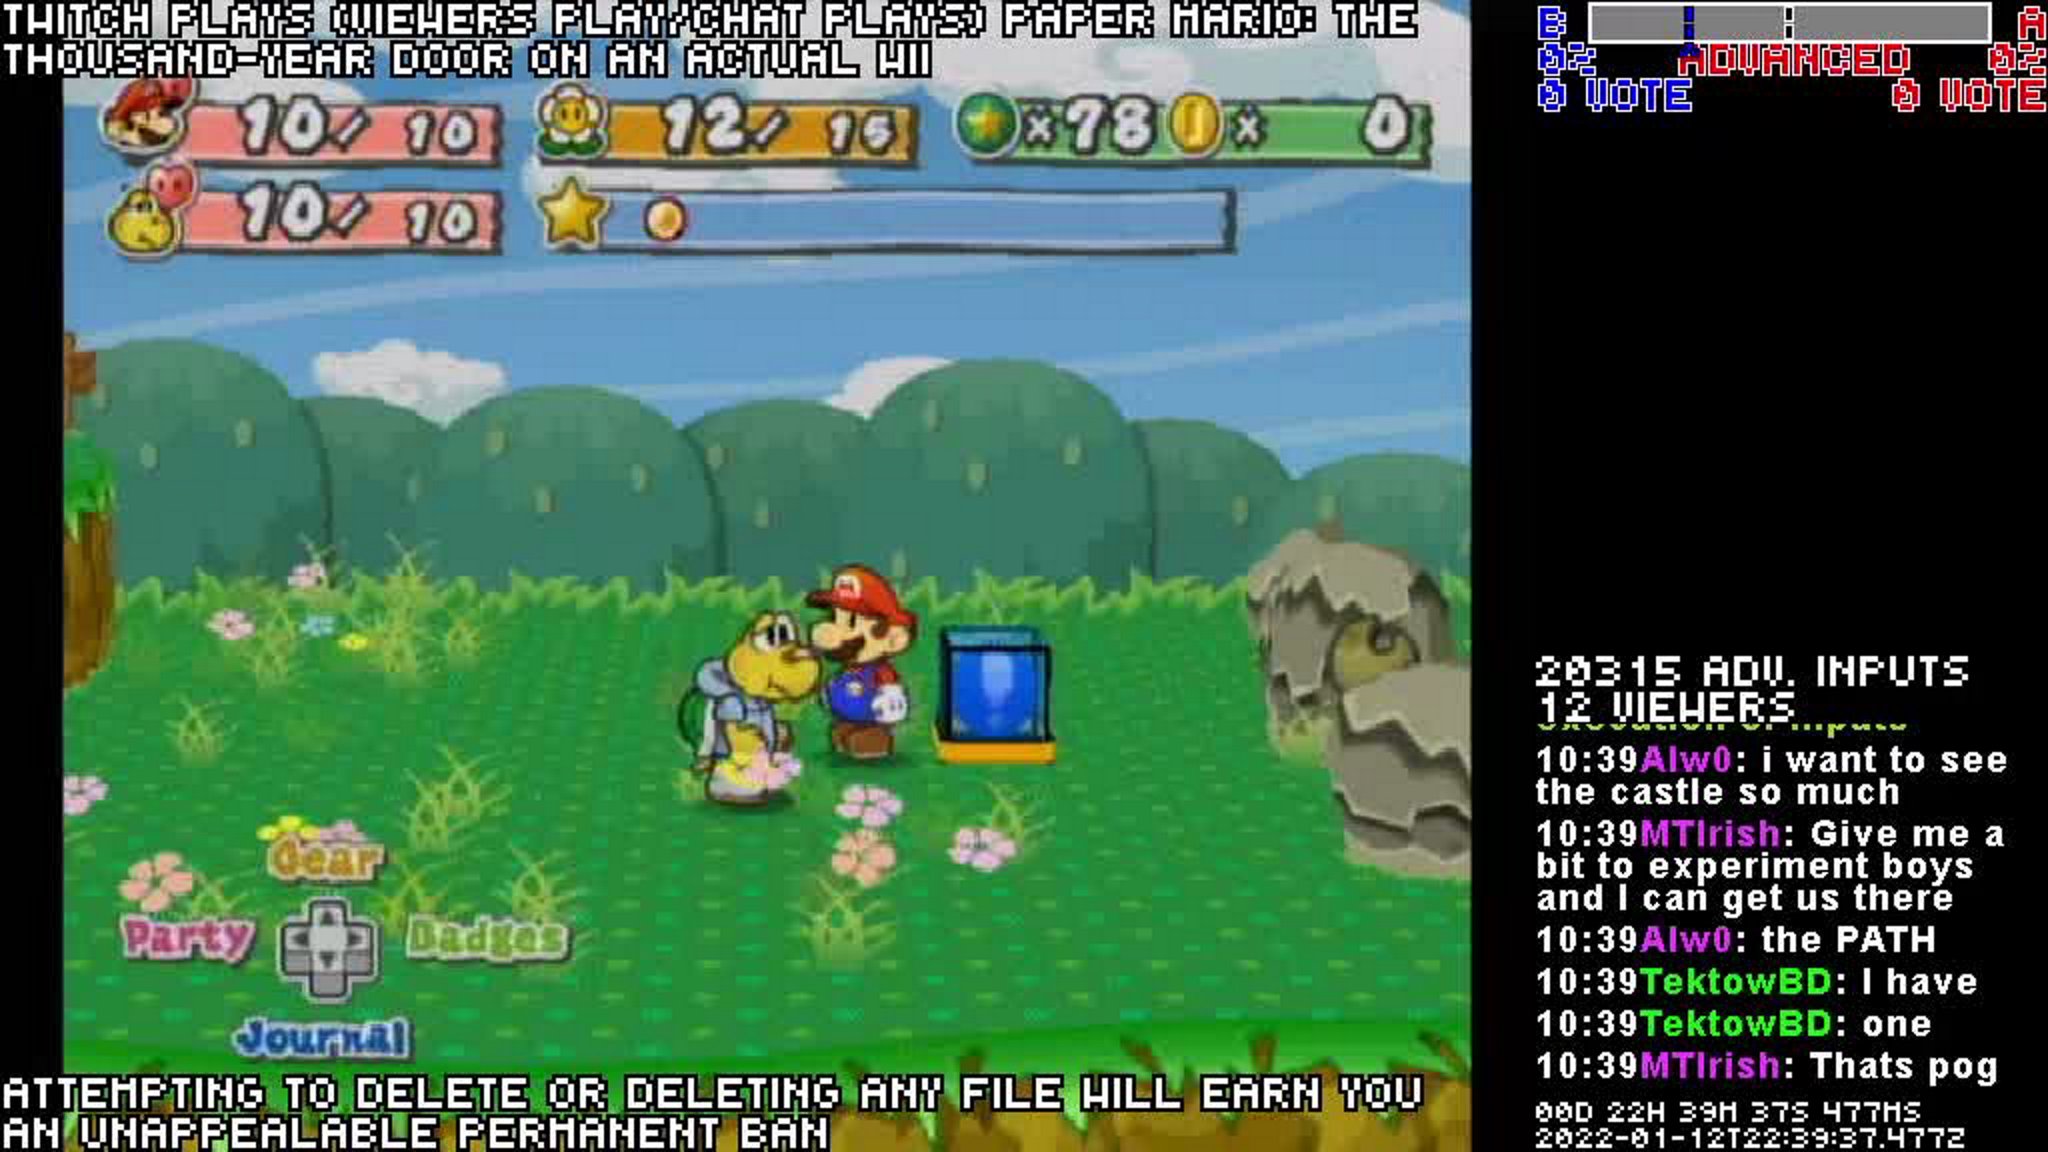 TWITCH PLAYS (VIEWERS PLAY/CHAT PLAYS) PAPER MARIO: THE
THOUSAND-YEAR DOOR ON AN ACTUAL WII
B A
0% ADVANCED 0%
0 VOTE 0 VOTE
10/ 10 12/ 15 ×78 × 0
10/ 10
Gear
Party Badges
Journal
20315 ADV. INPUTS
12 VIEWERS
execution of inputs
10:39Alw0: i want to see
the castle so much
10:39MTIrish: Give me a
bit to experiment boys
and I can get us there
10:39Alw0: the PATH
10:39TektowBD: I have
10:39TektowBD: one
10:39MTIrish: Thats pog
00D 22H 39M 37S 477MS
2022-01-12T22:39:37.477Z
ATTEMPTING TO DELETE OR DELETING ANY FILE WILL EARN YOU
AN UNAPPEALABLE PERMANENT BAN